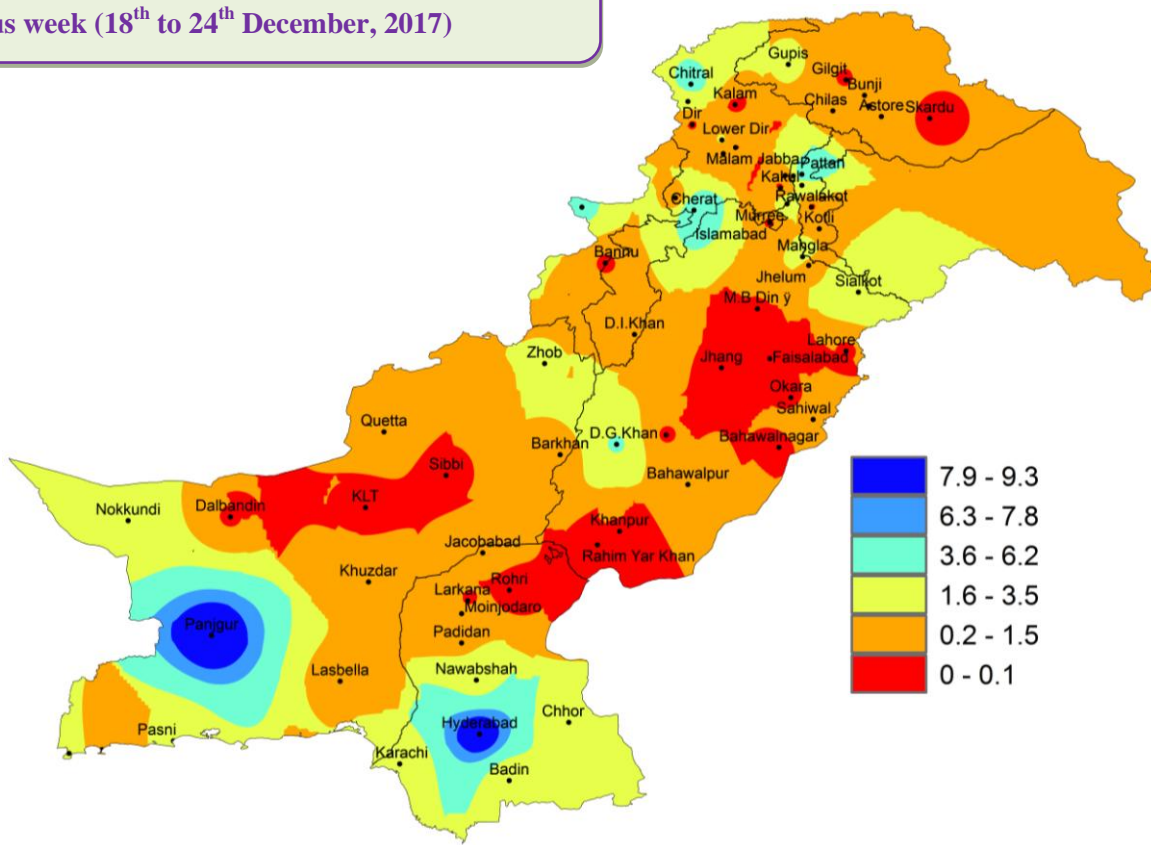 us week (18th to 24th December, 2017)
Gupis
Chitral
Gilgit
Bunji
Kalam
Chilas
Astore
Skardu
Dir
Lower Dir
Malam Jabba
Pattan
Kakul
Cherat
Rawalakot
Murree
Kotli
Islamabad
Mangla
Bannu
Jhelum
Sialkot
M.B Din ÿ
D.I.Khan
Lahore
Zhob
Jhang
Faisalabad
Okara
Sahiwal
Quetta
D.G.Khan
Bahawalnagar
Barkhan
Sibbi
Bahawalpur
KLT
Dalbandin
Nokkundi
Khanpur
Jacobabad
Rahim Yar Khan
Khuzdar
Rohri
Larkana
Moinjodaro
Panjgur
Padidan
Lasbella
Nawabshah
Chhor
Hyderabad
Pasni
Karachi
Badin
7.9 - 9.3
6.3 - 7.8
3.6 - 6.2
1.6 - 3.5
0.2 - 1.5
0 - 0.1